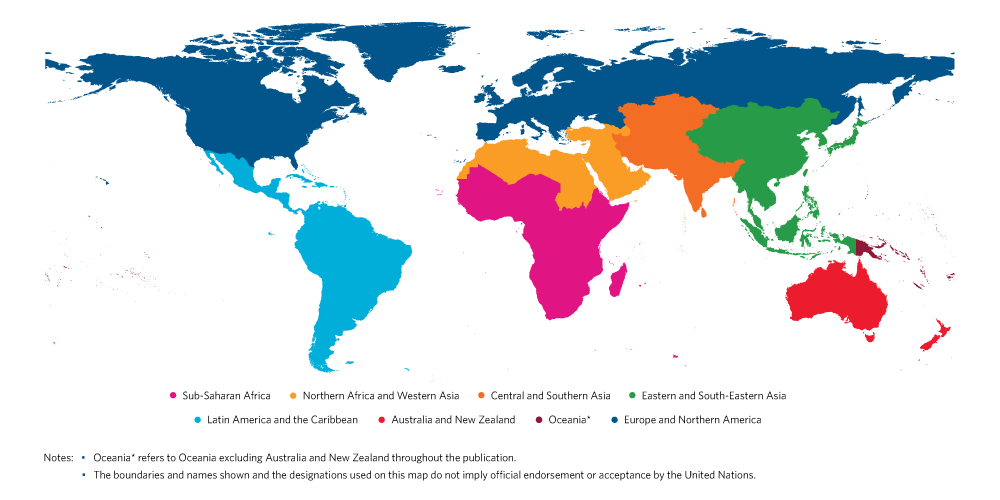 Sub-Saharan Africa Northern Africa and Western Asia Central and Southern Asia Eastern and South-Eastern Asia
Latin America and the Caribbean Australia and New Zealand Oceania* Europe and Northern America
Notes: • Oceania* refers to Oceania excluding Australia and New Zealand throughout the publication.
• The boundaries and names shown and the designations used on this map do not imply official endorsement or acceptance by the United Nations.